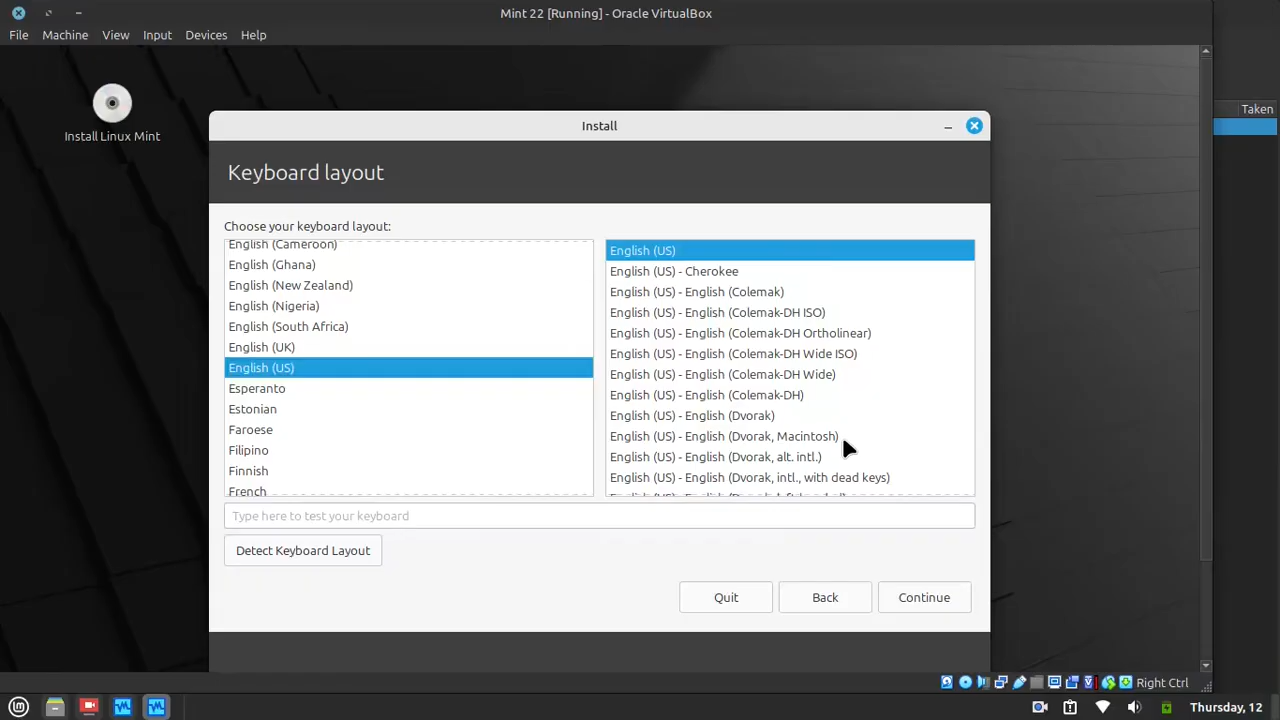 Mint 22 [Running] - Oracle VirtualBox
File Machine View Input Devices Help
Taken
Install Linux Mint
Install
Keyboard layout
Choose your keyboard layout:
English (Cameroon)
English (Ghana)
English (New Zealand)
English (Nigeria)
English (South Africa)
English (UK)
English (US)
Esperanto
Estonian
Faroese
Filipino
Finnish
French
English (US)
English (US) - Cherokee
English (US) - English (Colemak)
English (US) - English (Colemak-DH ISO)
English (US) - English (Colemak-DH Ortholinear)
English (US) - English (Colemak-DH Wide ISO)
English (US) - English (Colemak-DH Wide)
English (US) - English (Colemak-DH)
English (US) - English (Dvorak)
English (US) - English (Dvorak, Macintosh)
English (US) - English (Dvorak, alt. intl.)
English (US) - English (Dvorak, intl., with dead keys)
Type here to test your keyboard
Detect Keyboard Layout
Quit Back Continue
Right Ctrl
Thursday, 12